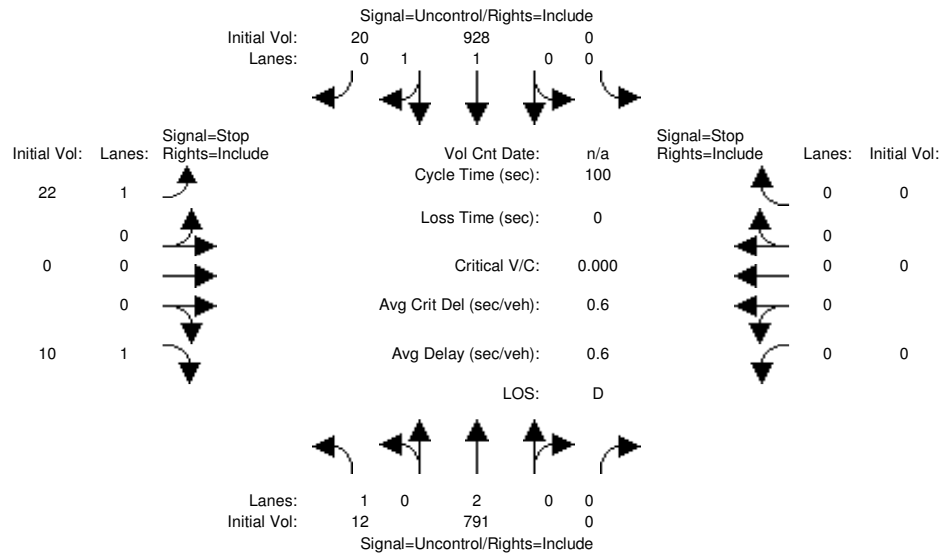 Signal=Uncontrol/Rights=Include
Initial Vol: 20 928 0
Lanes: 0 1 1 0 0
Signal=Stop Signal=Stop
Initial Vol: Lanes: Rights=Include Vol Cnt Date: n/a Rights=Include Lanes: Initial Vol:
Cycle Time (sec): 100
22 1 0 0
Loss Time (sec): 0
0 0
0 0 Critical V/C: 0.000 0 0
0 Avg Crit Del (sec/veh): 0.6 0
10 1 Avg Delay (sec/veh): 0.6 0 0
LOS: D
Lanes: 1 0 2 0 0
Initial Vol: 12 791 0
Signal=Uncontrol/Rights=Include